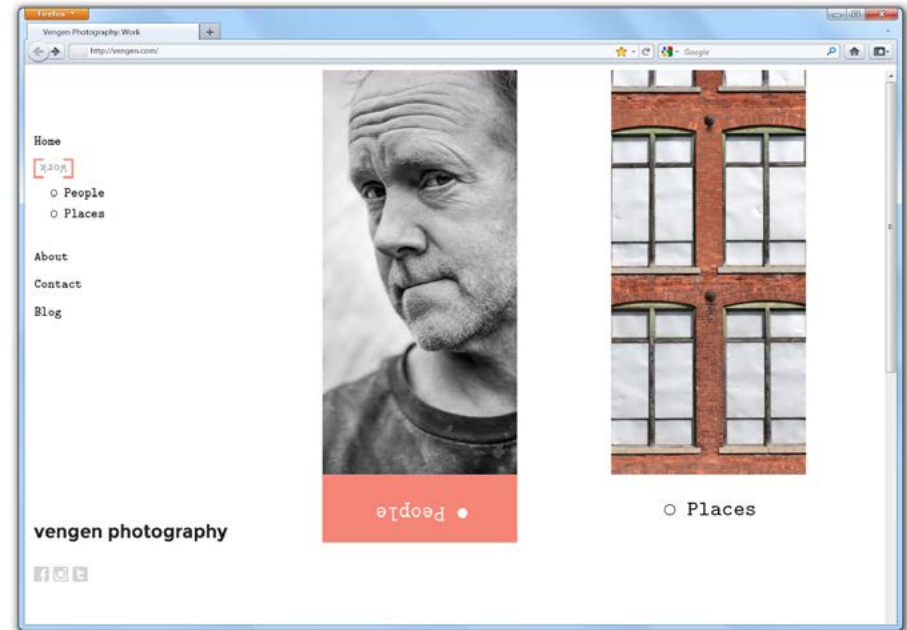 Firefox
Vengen Photography: Work
http://vengen.com/
Google
Home
Work
People
Places
About
Contact
Blog
People
Places
vengen photography